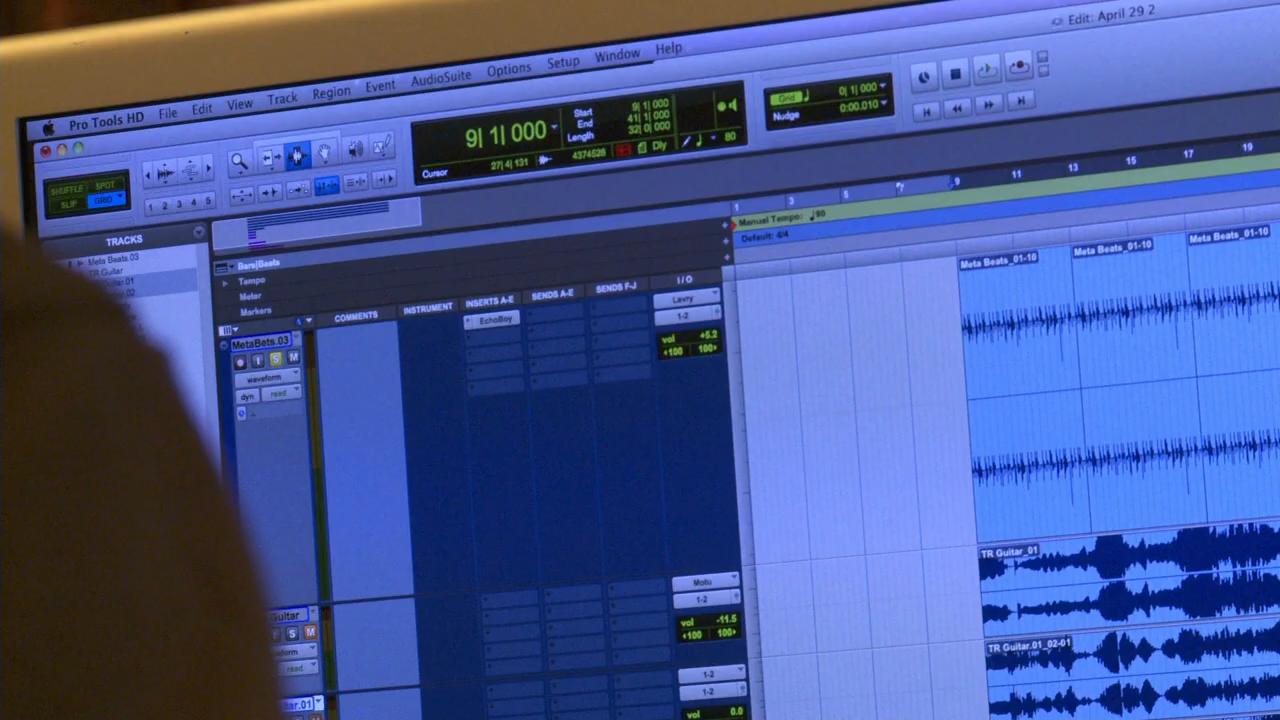 Edit: April 29 2
Pro Tools HD File Edit View Track Region Event AudioSuite Options Setup Window Help
SHUFFLE SPOT
SLIP GRID
1 2 3 4 5
9| 1| 000
Start 9| 1| 000
End 41| 1| 000
Length 32| 0| 000
Cursor 27| 4| 131 4374526 Dly 80
Grid 0| 1| 000
Nudge 0:00.010
TRACKS
Meta Beats.03
TR Guitar
Bars|Beats
Tempo
Meter
Markers
1 3 5 7 9 11 13 15 17 19
Manual Tempo: 90
Default: 4/4
COMMENTS INSTRUMENT INSERTS A-E SENDS A-E SENDS F-J I / O
MetaBets.03
I S M
waveform
dyn read
EchoBoy
Lavry
1-2
vol +5.2
100 100
Meta Beats_01-10 Meta Beats_01-10 Meta Beats_01-10
Guitar
S M
read
Motu
1-2
vol -11.5
100 100
TR Guitar_01
1-2
1-2
vol 0.0
TR Guitar.01_02-01